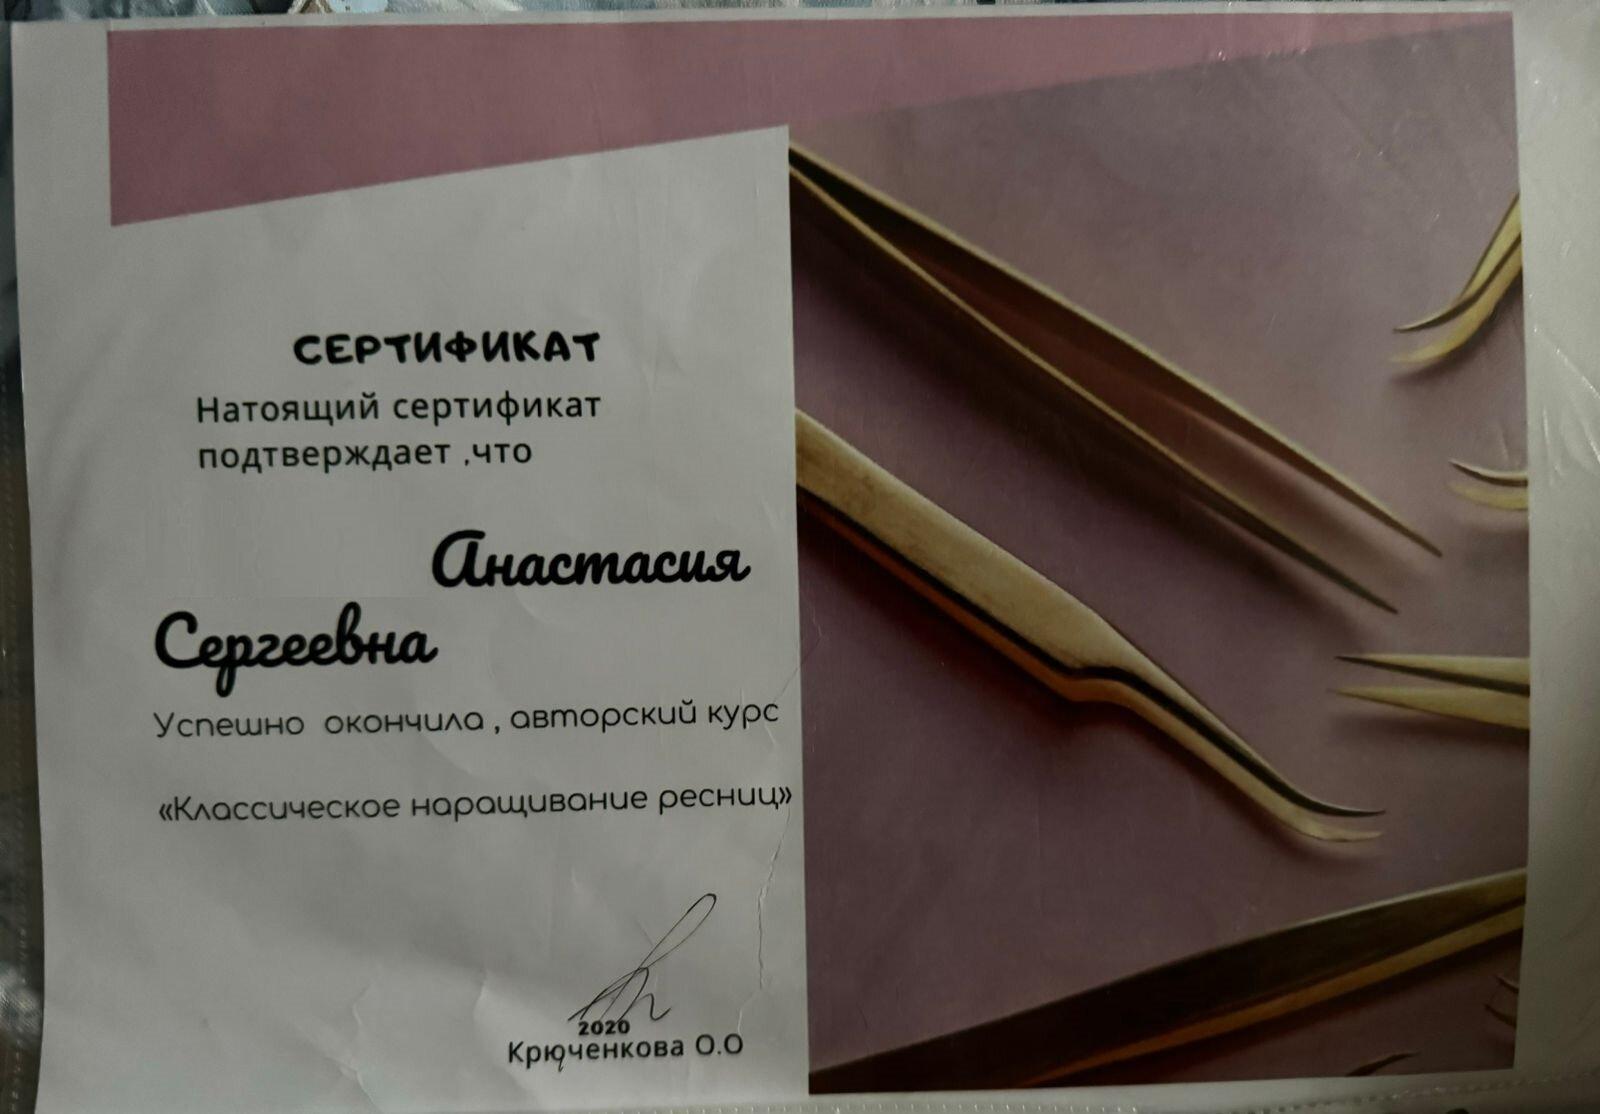 СЕРТИФИКАТ
Натоящий сертификат
подтверждает ,что
Анастасия
Сергеевна
Успешно окончила , авторский курс
«Классическое наращивание ресниц»
2020
Крюченкова О.О